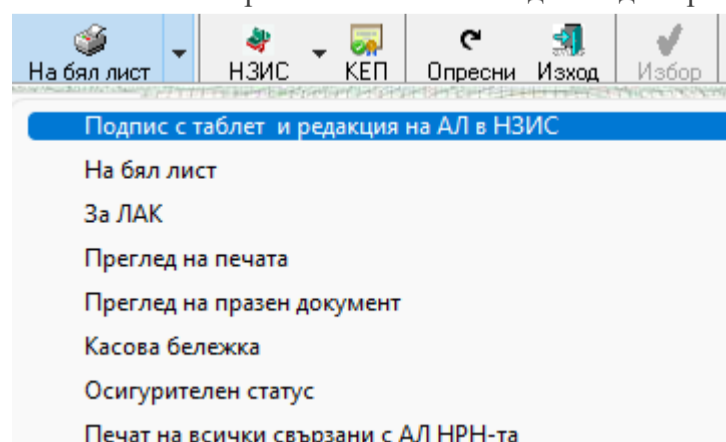 На бял лист НЗИС КЕП Опресни Изход Избор
Подпис с таблет и редакция на АЛ в НЗИС
На бял лист
За ЛАК
Преглед на печата
Преглед на празен документ
Касова бележка
Осигурителен статус
Печат на всички свързани с АЛ НРН-та